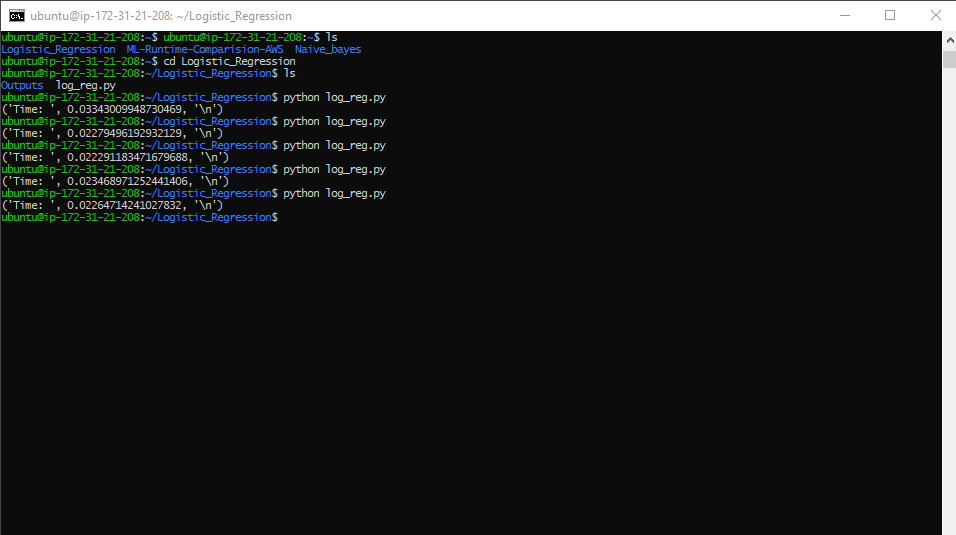 ubuntu@ip-172-31-21-208: ~/Logistic_Regression
ubuntu@ip-172-31-21-208:~$ ubuntu@ip-172-31-21-208:~$ ls
Logistic_Regression  ML-Runtime-Comparision-AWS  Naive_bayes
ubuntu@ip-172-31-21-208:~$ cd Logistic_Regression
ubuntu@ip-172-31-21-208:~/Logistic_Regression$ ls
Outputs  log_reg.py
ubuntu@ip-172-31-21-208:~/Logistic_Regression$ python log_reg.py
('Time: ', 0.03343009948730469, '\n')
ubuntu@ip-172-31-21-208:~/Logistic_Regression$ python log_reg.py
('Time: ', 0.02279496192932129, '\n')
ubuntu@ip-172-31-21-208:~/Logistic_Regression$ python log_reg.py
('Time: ', 0.022291183471679688, '\n')
ubuntu@ip-172-31-21-208:~/Logistic_Regression$ python log_reg.py
('Time: ', 0.023468971252441406, '\n')
ubuntu@ip-172-31-21-208:~/Logistic_Regression$ python log_reg.py
('Time: ', 0.02264714241027832, '\n')
ubuntu@ip-172-31-21-208:~/Logistic_Regression$